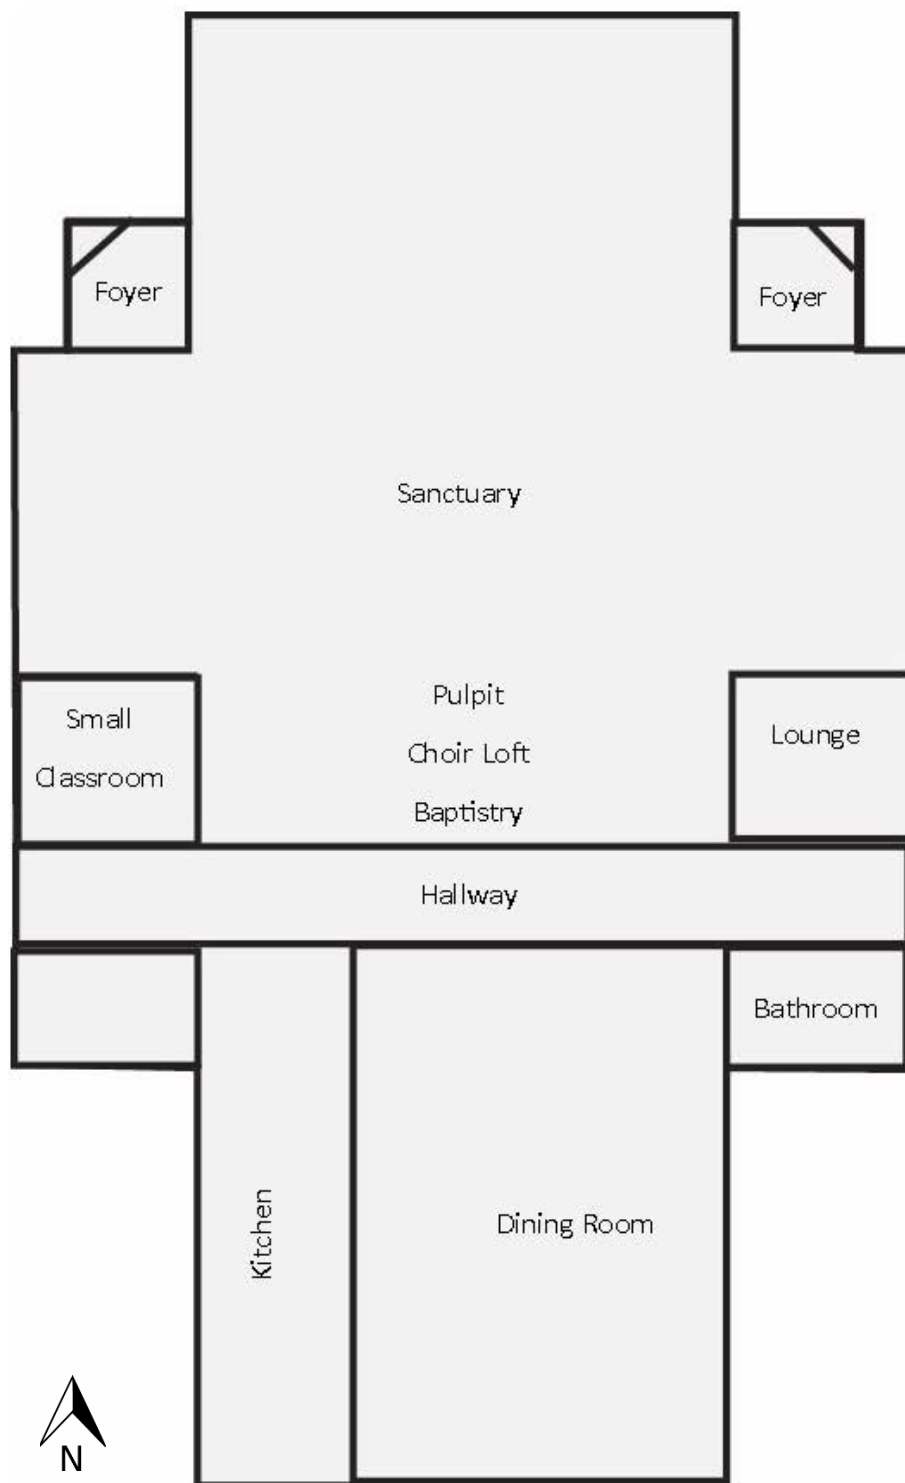 Foyer
Foyer
Sanctuary
Pulpit
Small
Classroom
Lounge
Choir Loft
Baptistry
Hallway
Bathroom
Kitchen
Dining Room
N